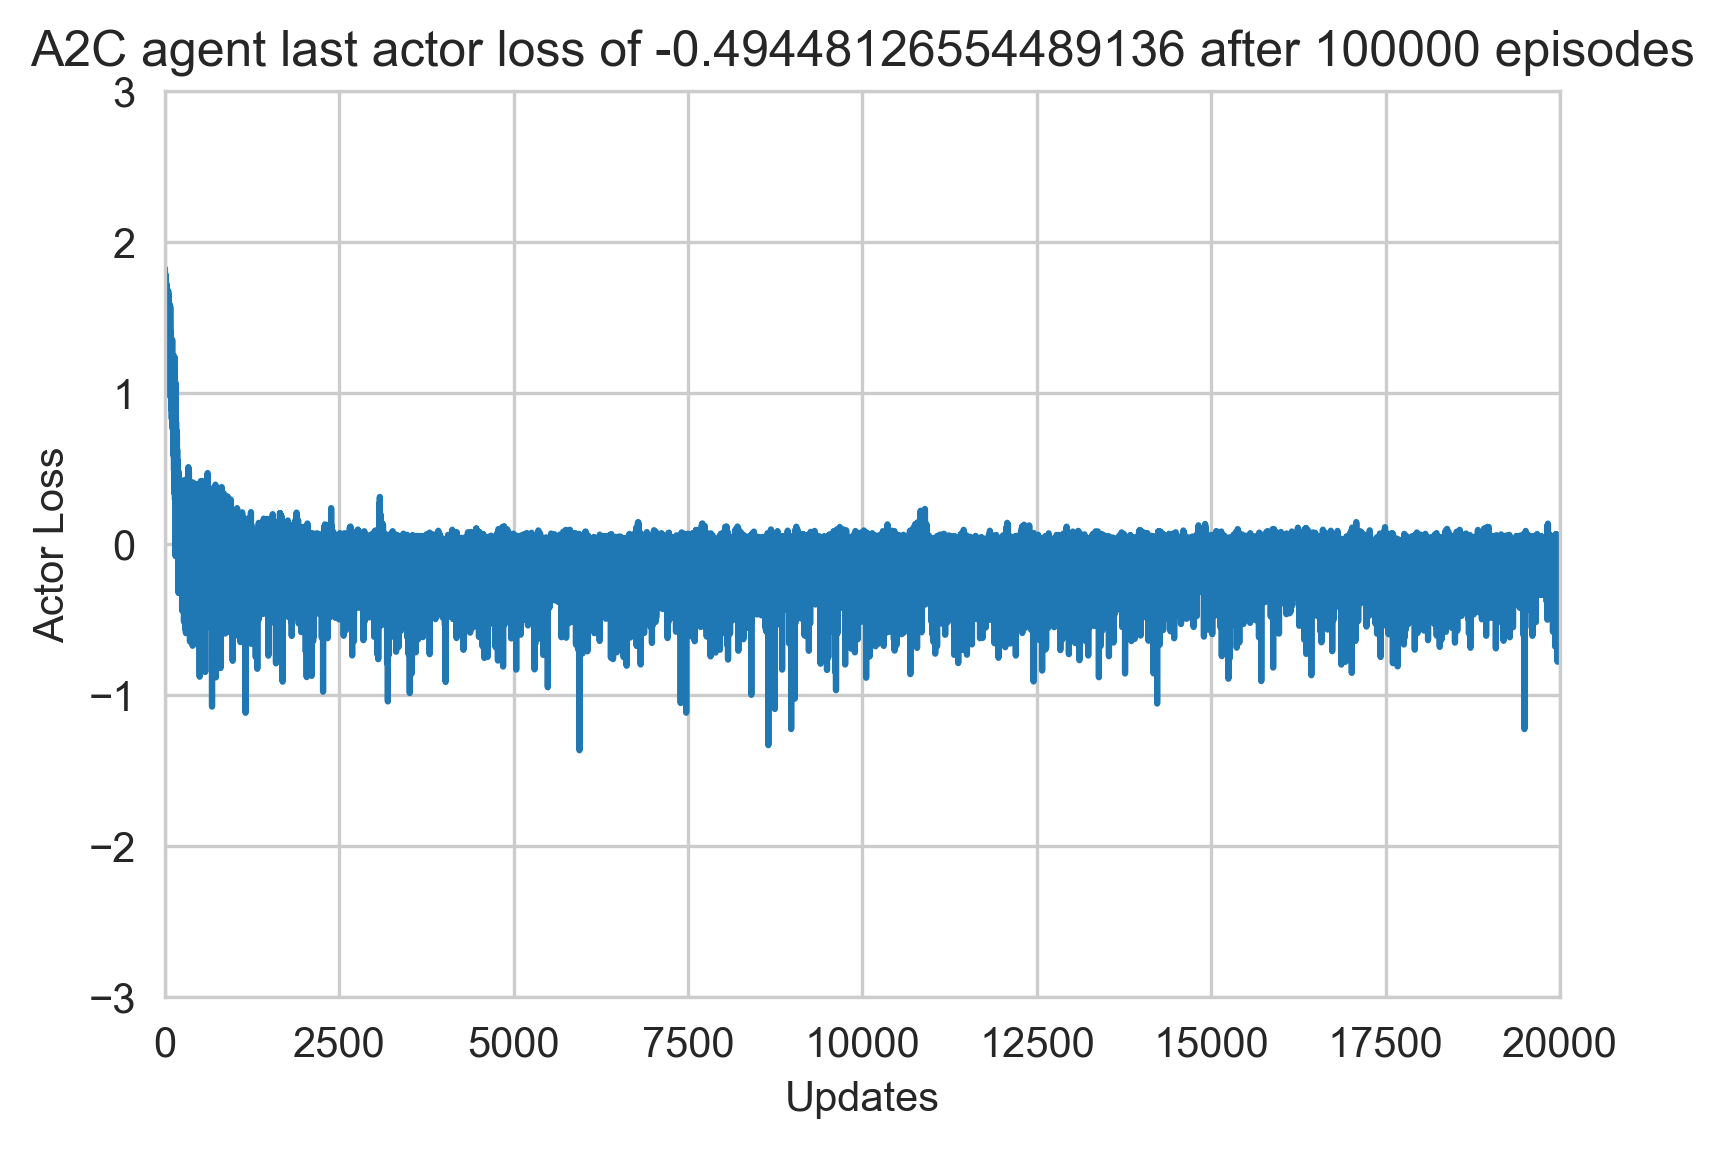 A2C agent last actor loss of -0.49448126554489136 after 100000 episodes
3
2
1
0
−1
−2
−3
Actor Loss
0 2500 5000 7500 10000 12500 15000 17500 20000
Updates